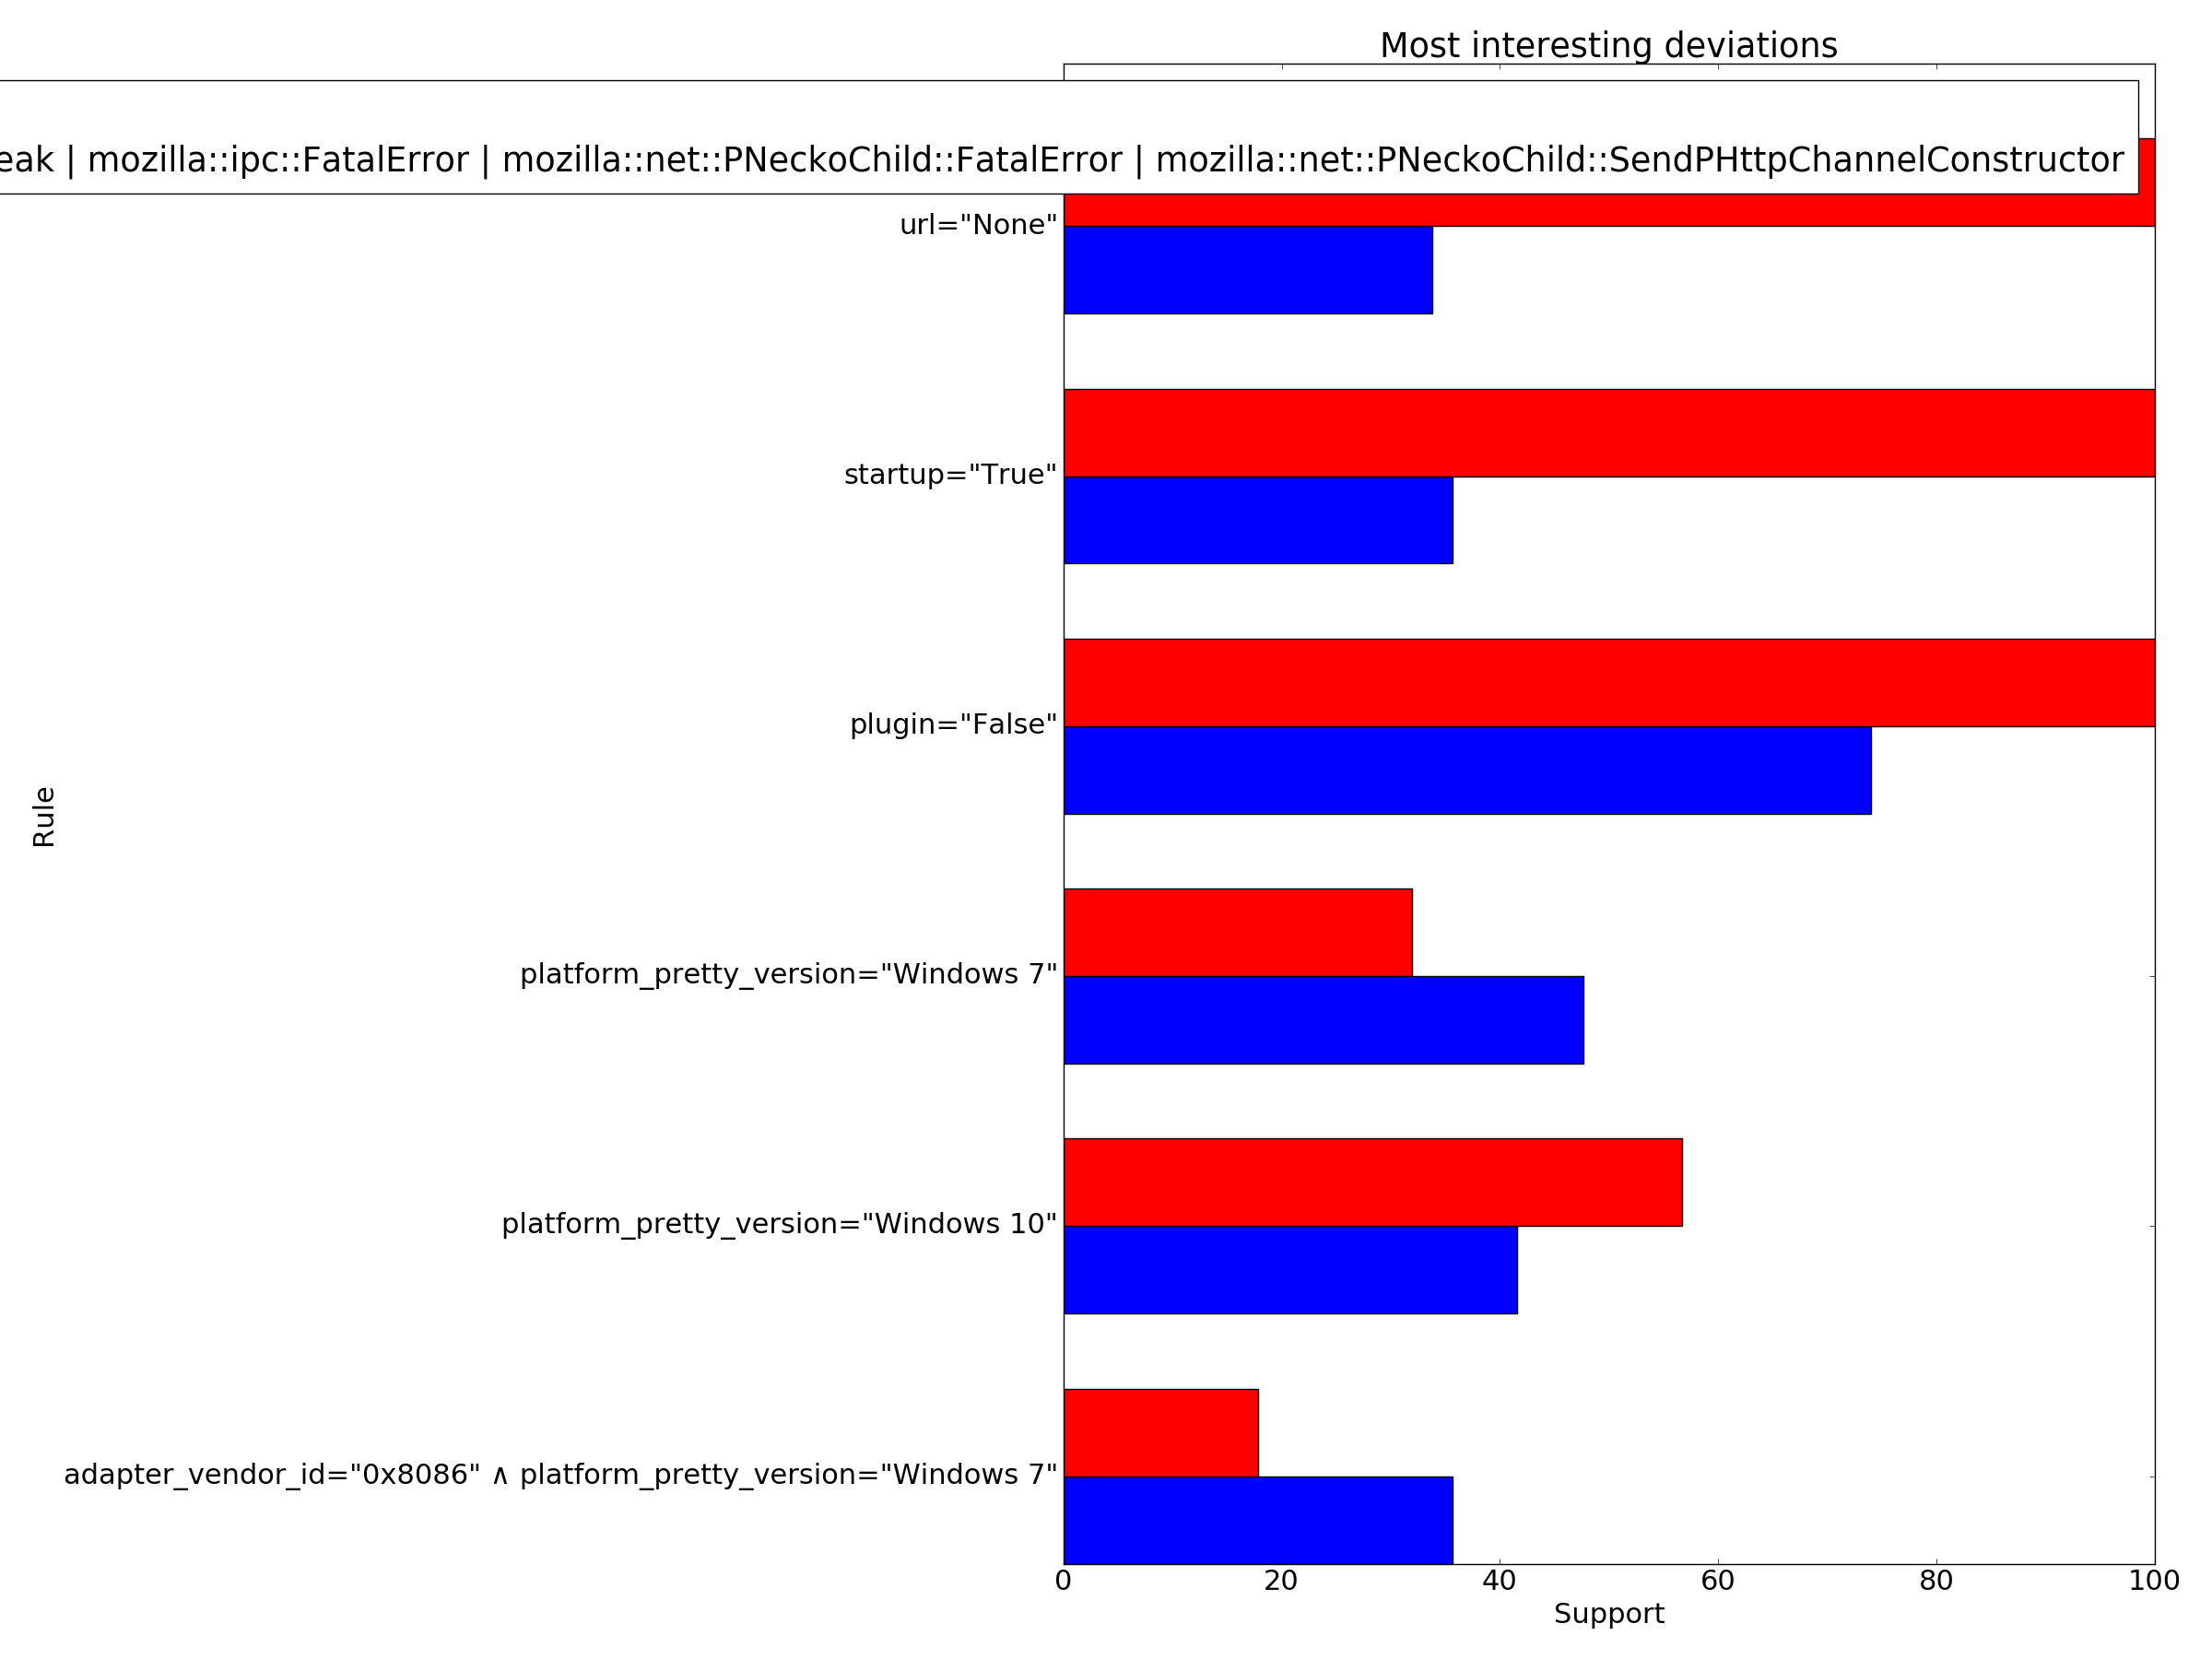 Most interesting deviations
eak | mozilla::ipc::FatalError | mozilla::net::PNeckoChild::FatalError | mozilla::net::PNeckoChild::SendPHttpChannelConstructor
url="None"
startup="True"
plugin="False"
Rule
platform_pretty_version="Windows 7"
platform_pretty_version="Windows 10"
adapter_vendor_id="0x8086" ∧ platform_pretty_version="Windows 7"
0 20 40 60 80 100
Support